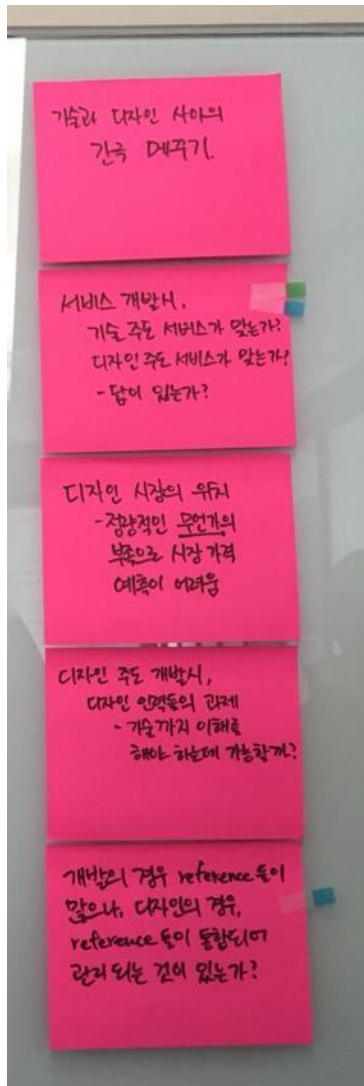 기술과 디자인 사이의
간극 메꾸기.
서비스 개발시,
기술 주도 서비스가 맞는가?
디자인 주도 서비스가 맞는가?
- 답이 있는가?
디자인 시장의 위치
- 정량적인 무언가의
부족으로 시장 가격
예측이 어려움
디자인 주도 개발시,
디자인 인력들의 과제
- 기술까지 이해를
해야 하는데 가능할까?
개발의 경우 reference 들이
많으나, 디자인의 경우,
reference 들이 통합되어
관리 되는 것이 있는가?